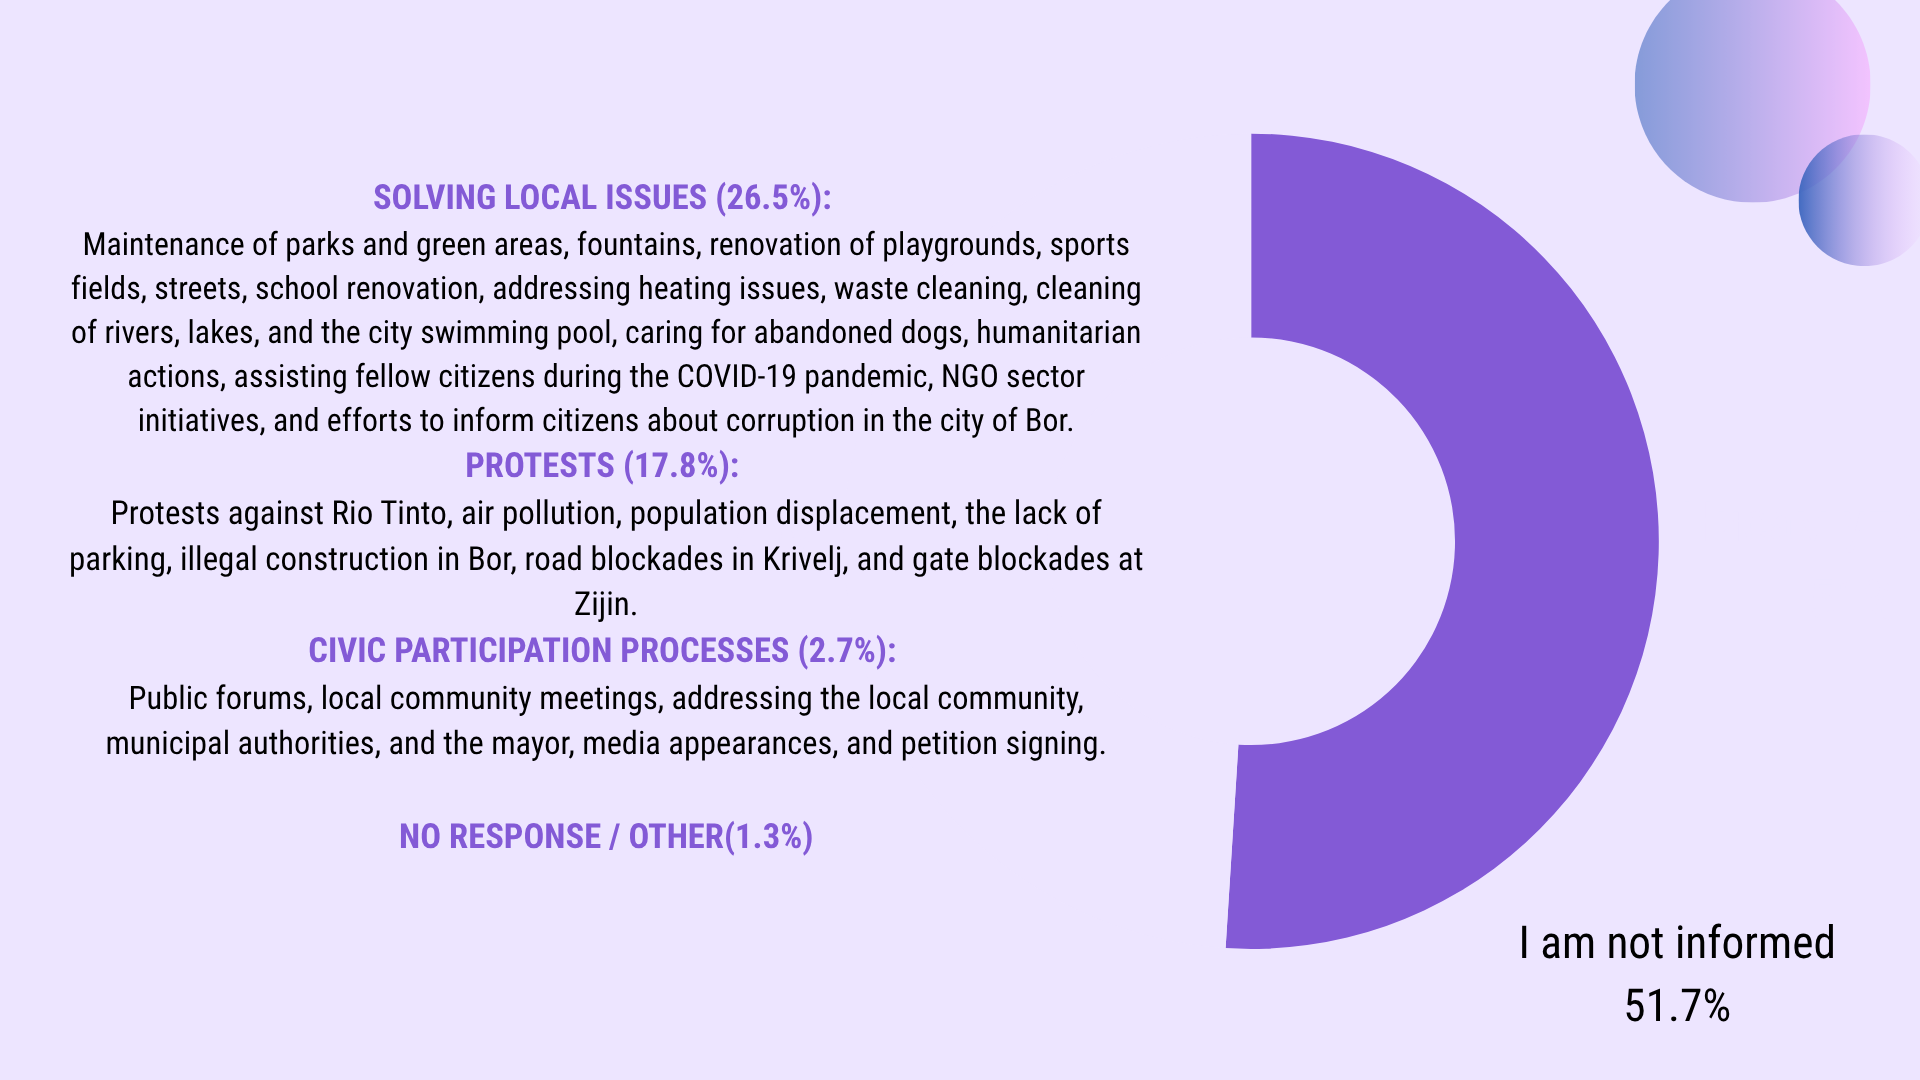 SOLVING LOCAL ISSUES (26.5%):
Maintenance of parks and green areas, fountains, renovation of playgrounds, sports
fields, streets, school renovation, addressing heating issues, waste cleaning, cleaning
of rivers, lakes, and the city swimming pool, caring for abandoned dogs, humanitarian
actions, assisting fellow citizens during the COVID-19 pandemic, NGO sector
initiatives, and efforts to inform citizens about corruption in the city of Bor.
PROTESTS (17.8%):
Protests against Rio Tinto, air pollution, population displacement, the lack of
parking, illegal construction in Bor, road blockades in Krivelj, and gate blockades at
Zijin.
CIVIC PARTICIPATION PROCESSES (2.7%):
Public forums, local community meetings, addressing the local community,
municipal authorities, and the mayor, media appearances, and petition signing.
NO RESPONSE / OTHER(1.3%)
I am not informed
51.7%